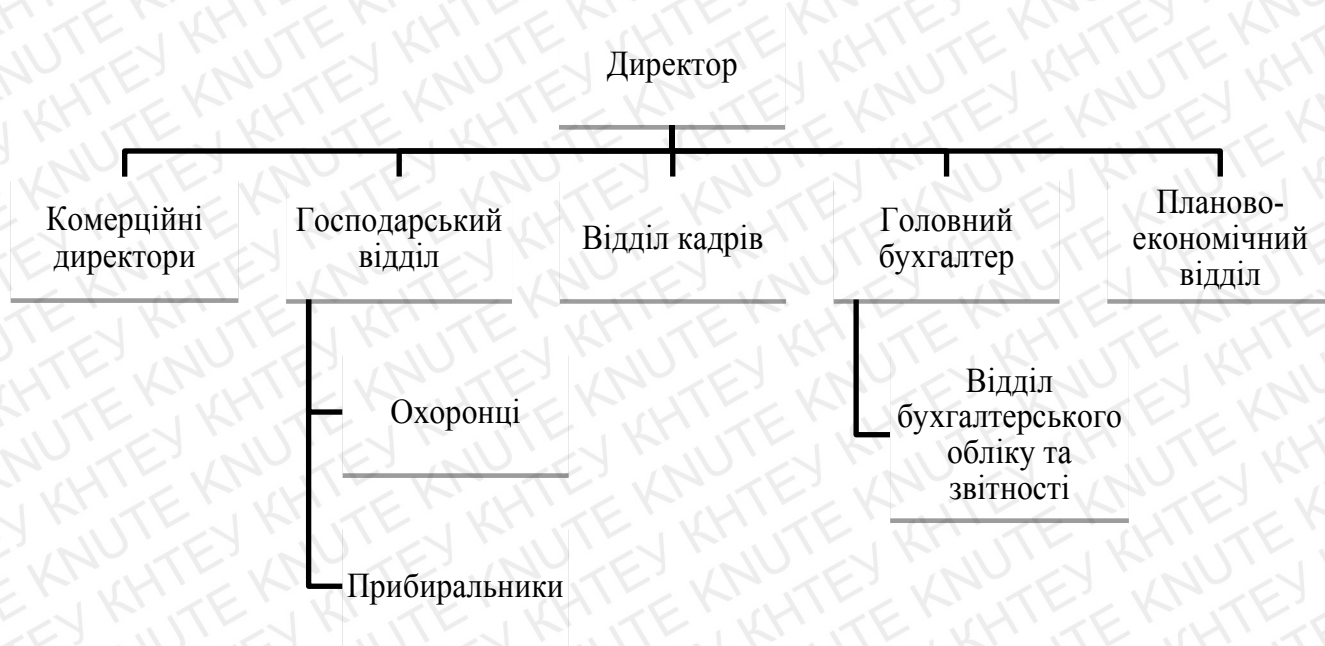 Директор
Комерційні
директори
Господарський
відділ
Відділ кадрів
Головний
бухгалтер
Планово-
економічний
відділ
Охоронці
Прибиральники
Відділ
бухгалтерського
обліку та
звітності